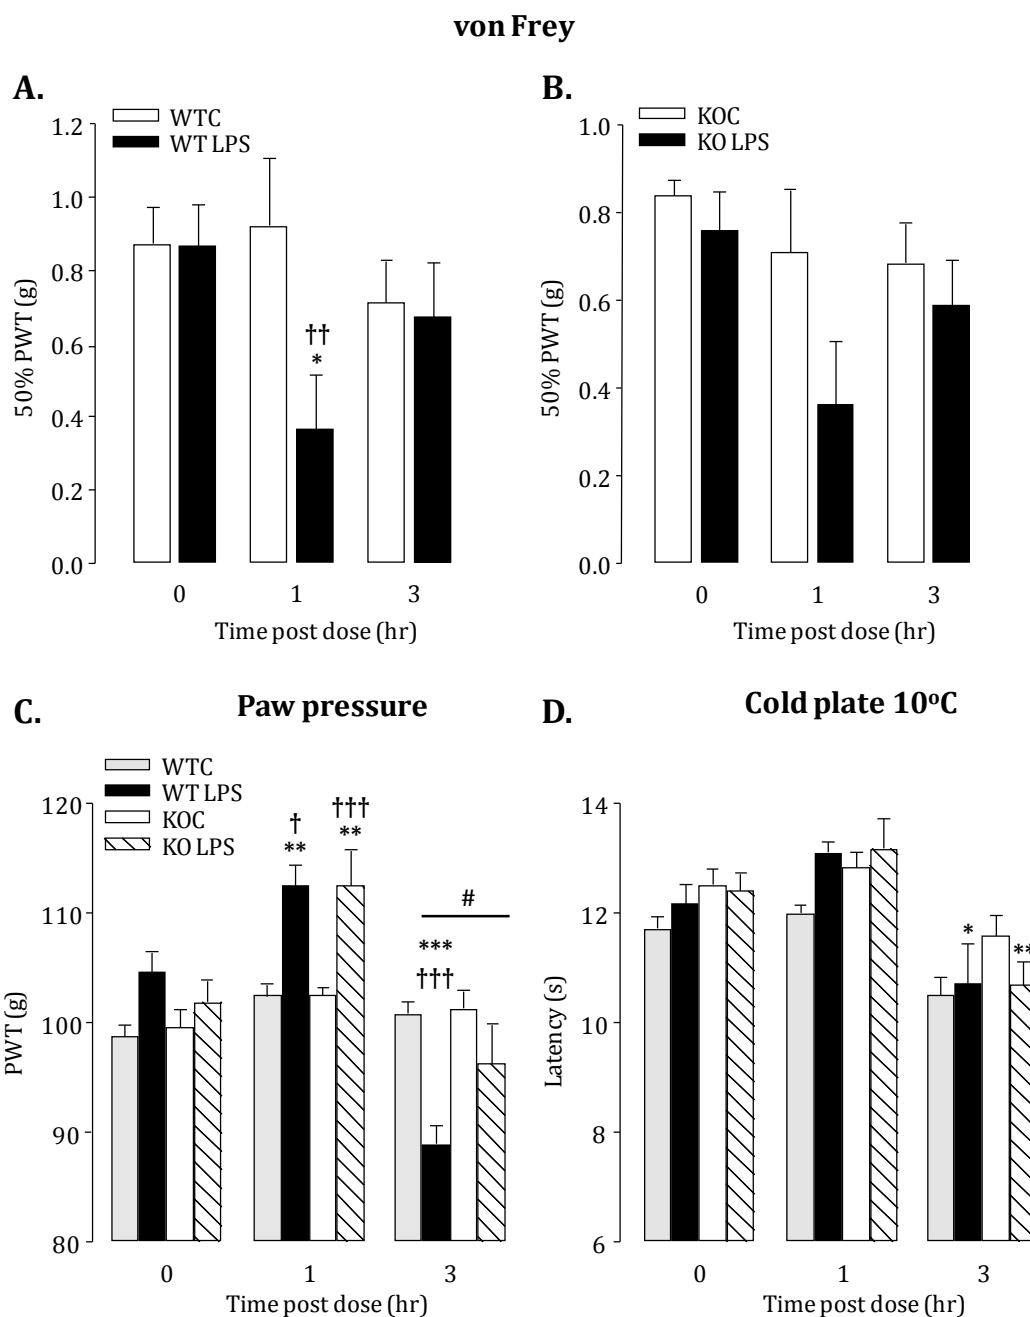 von Frey
A.
WTC
WT LPS
1.2
1.0
0.8
0.6
0.4
0.2
0.0
50% PWT (g)
††
*
0 1 3
Time post dose (hr)
B.
KOC
KO LPS
1.0
0.8
0.6
0.4
0.2
0.0
50% PWT (g)
0 1 3
Time post dose (hr)
C. Paw pressure
WTC
WT LPS
KOC
KO LPS
120
110
100
90
80
PWT (g)
† †††
** **
#
***
†††
0 1 3
Time post dose (hr)
D. Cold plate 10ºC
14
12
10
8
6
Latency (s)
* **
0 1 3
Time post dose (hr)